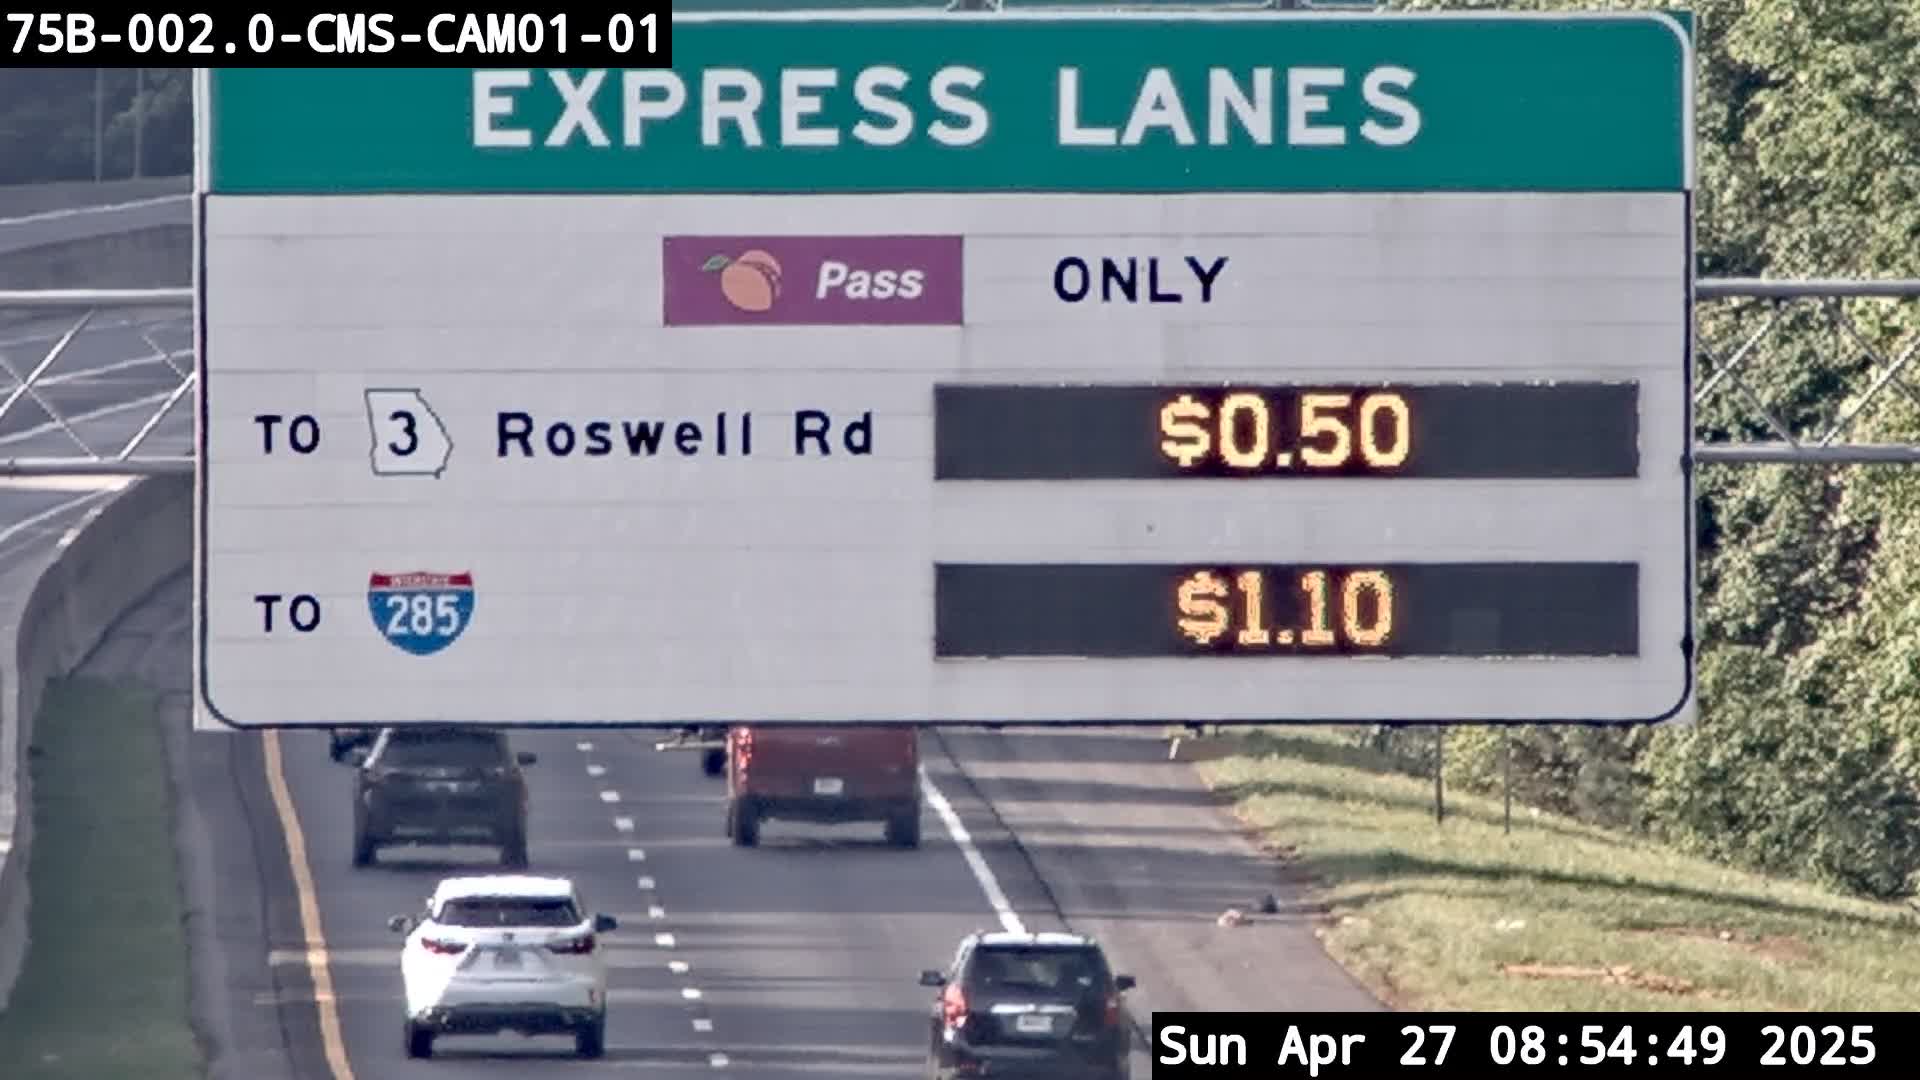 75B-002.0-CMS-CAM01-01
EXPRESS LANES
Pass ONLY
TO 3 Roswell Rd $0.50
TO INTERSTATE 285 $1.10
Sun Apr 27 08:54:49 2025